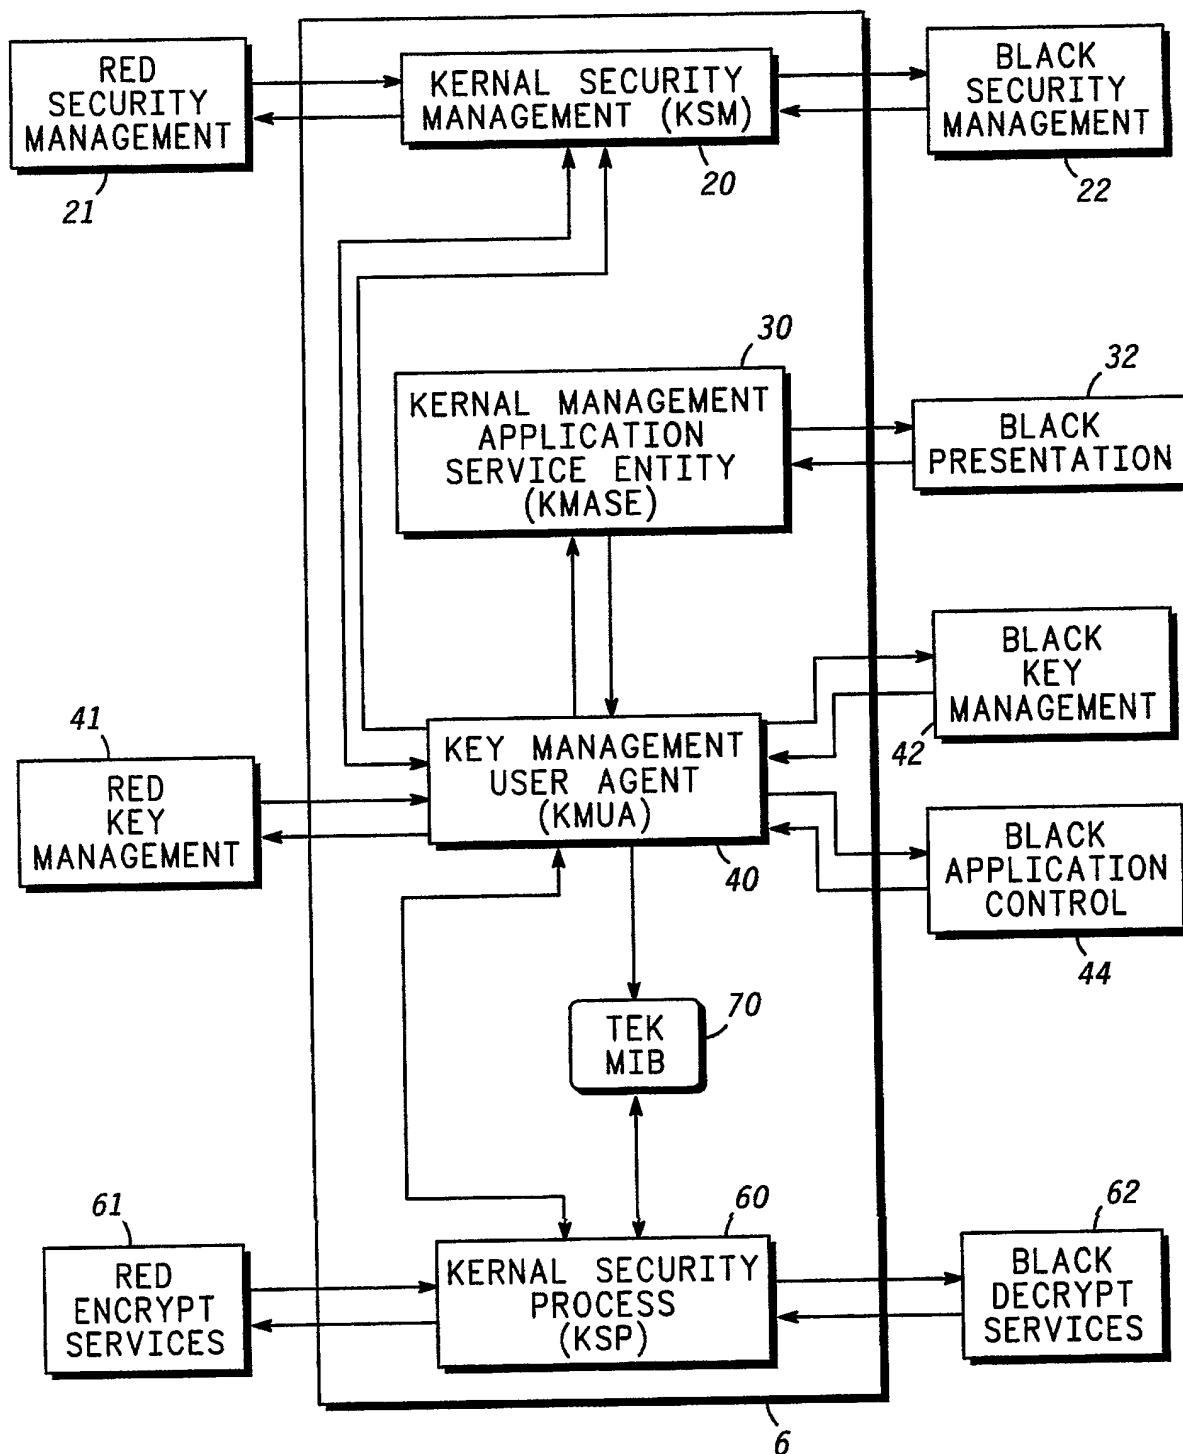 RED
SECURITY
MANAGEMENT
21
KERNAL SECURITY
MANAGEMENT (KSM)
20
BLACK
SECURITY
MANAGEMENT
22
30
KERNAL MANAGEMENT
APPLICATION
SERVICE ENTITY
(KMASE)
32
BLACK
PRESENTATION
BLACK
KEY
MANAGEMENT
42
41
RED
KEY
MANAGEMENT
KEY MANAGEMENT
USER AGENT
(KMUA)
40
BLACK
APPLICATION
CONTROL
44
70
TEK
MIB
61
RED
ENCRYPT
SERVICES
60
KERNAL SECURITY
PROCESS
(KSP)
62
BLACK
DECRYPT
SERVICES
6